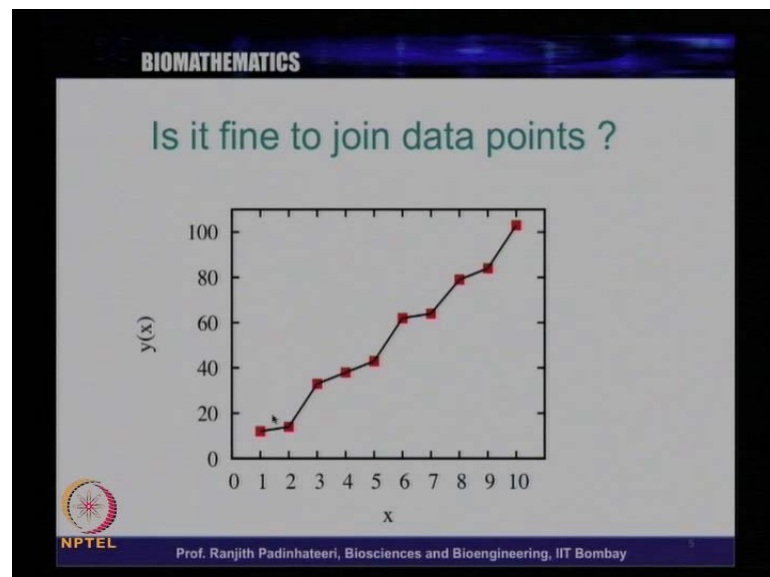 BIOMATHEMATICS
Is it fine to join data points ?
100
80
60
40
20
0
y(x)
0 1 2 3 4 5 6 7 8 9 10
x
NPTEL
Prof. Ranjith Padinhateeri, Biosciences and Bioengineering, IIT Bombay
5